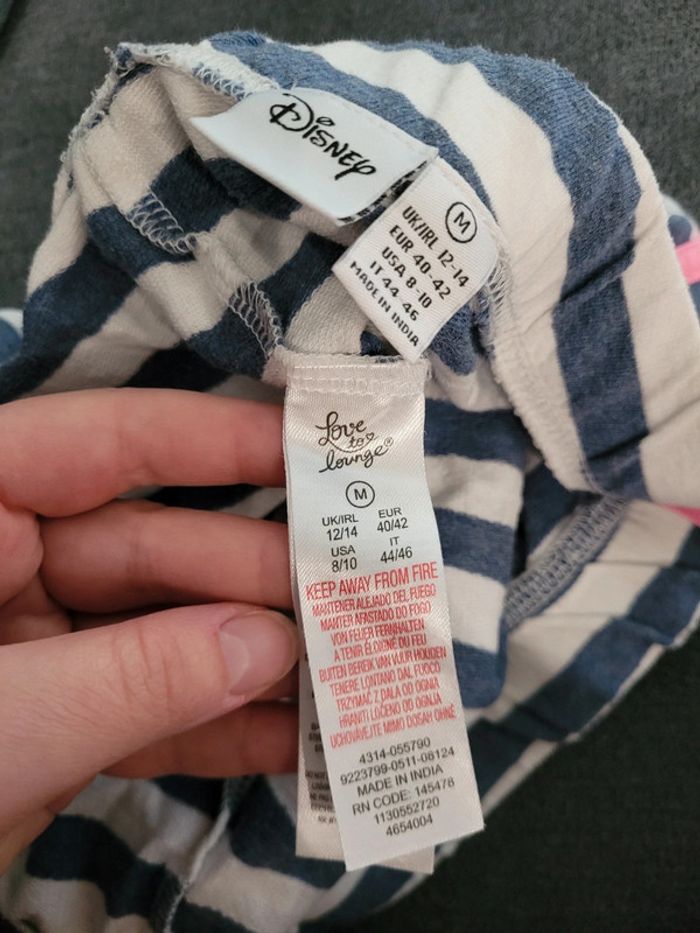 Disney
M
UK/IRL 12-14
EUR 40-42
USA 8-10
IT 44-46
MADE IN INDIA
Love
to
lounge®
M
UK/IRL EUR
12/14 40/42
USA IT
8/10 44/46
KEEP AWAY FROM FIRE
MANTENER ALEJADO DEL FUEGO
MANTER AFASTADO DO FOGO
VON FEUER FERNHALTEN
A TENIR ÉLOIGNÉ DU FEU
BUITEN BEREIK VAN VUUR HOUDEN
TENERE LONTANO DAL FUOCO
TRZYMAĆ Z DALA OD OGNIA
HRANITI LOČENO OD OGNJA
UCHOVÁVEJTE MIMO DOSAH OHNĚ
4314-055790
9223799-0511-08124
MADE IN INDIA
RN CODE: 145478
1130552720
4654004